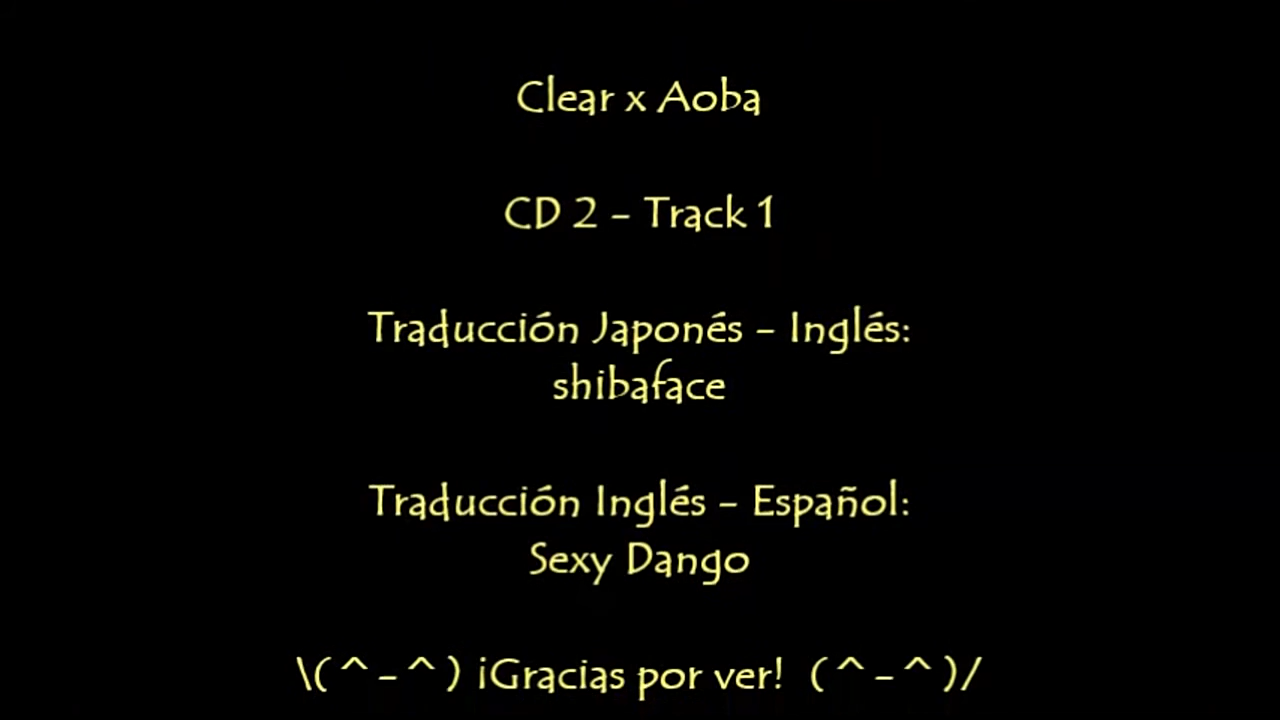 Clear x Aoba
CD 2 - Track 1
Traducción Japonés - Inglés:
shibaface
Traducción Inglés - Español:
Sexy Dango
\(^-^) ¡Gracias por ver! (^-^)/